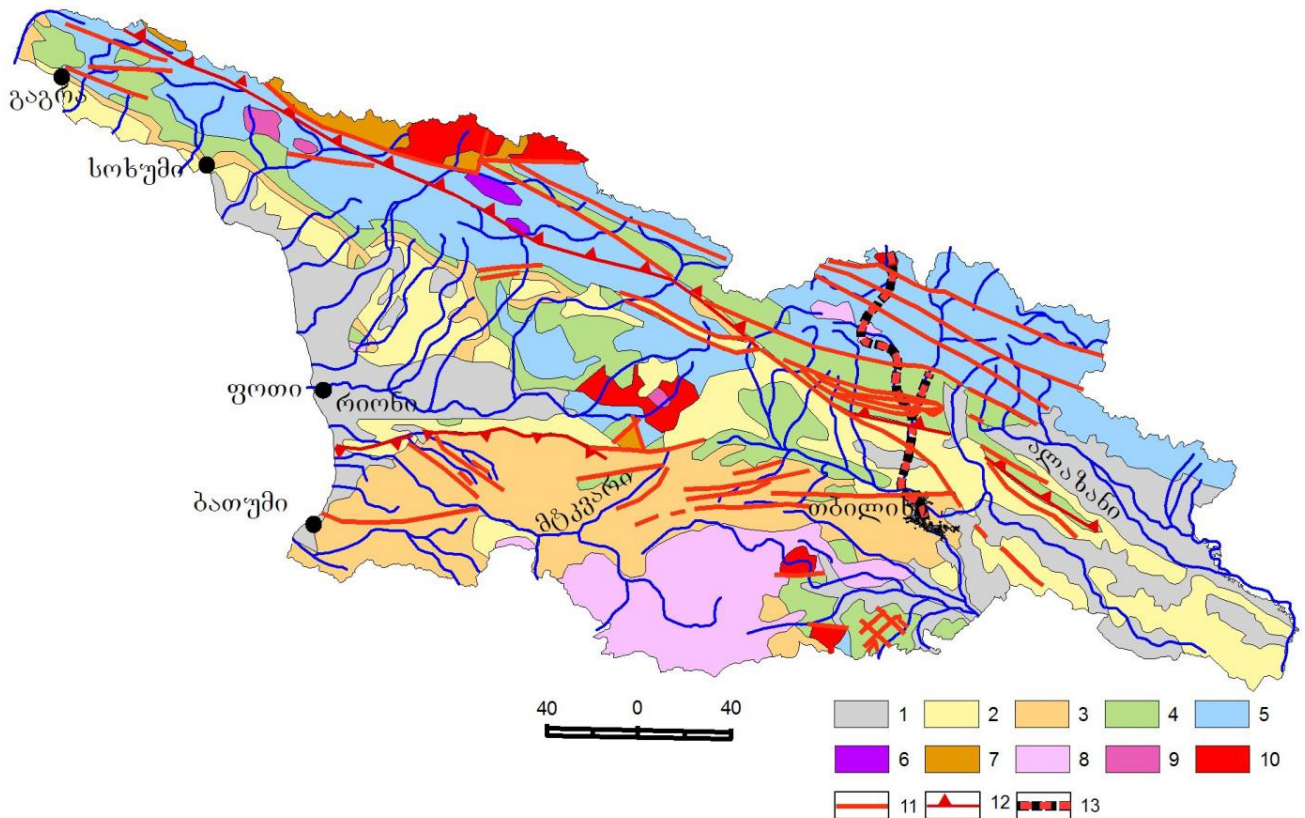 გაგრა
სოხუმი
ფოთი
რიონი
ბათუმი
მტკვარი
თბილისი
ალაზანი
40 0 40
1 2 3 4 5
6 7 8 9 10
11 12 13